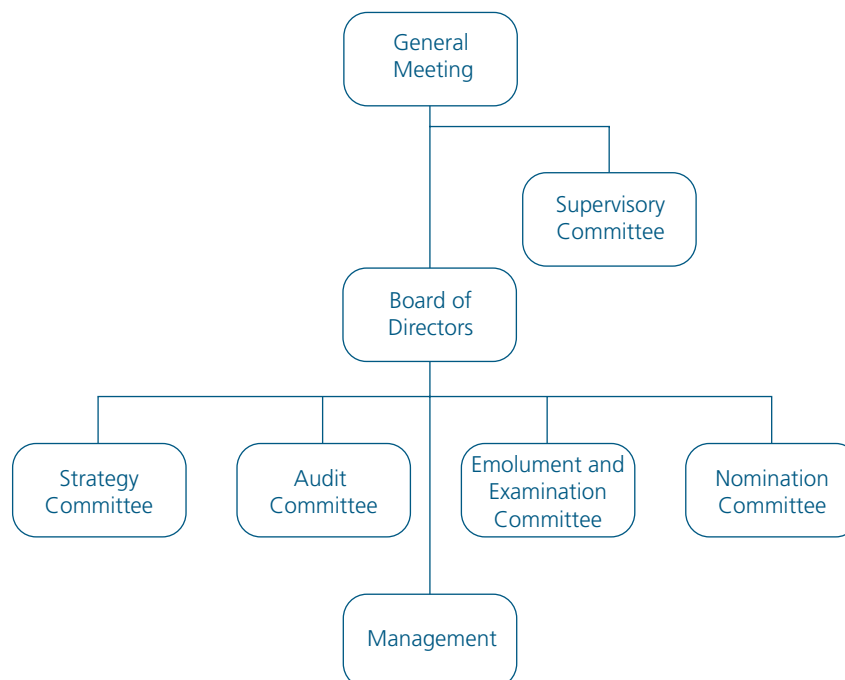 General
Meeting
Supervisory
Committee
Board of
Directors
Strategy
Committee
Audit
Committee
Emolument and
Examination
Committee
Nomination
Committee
Management